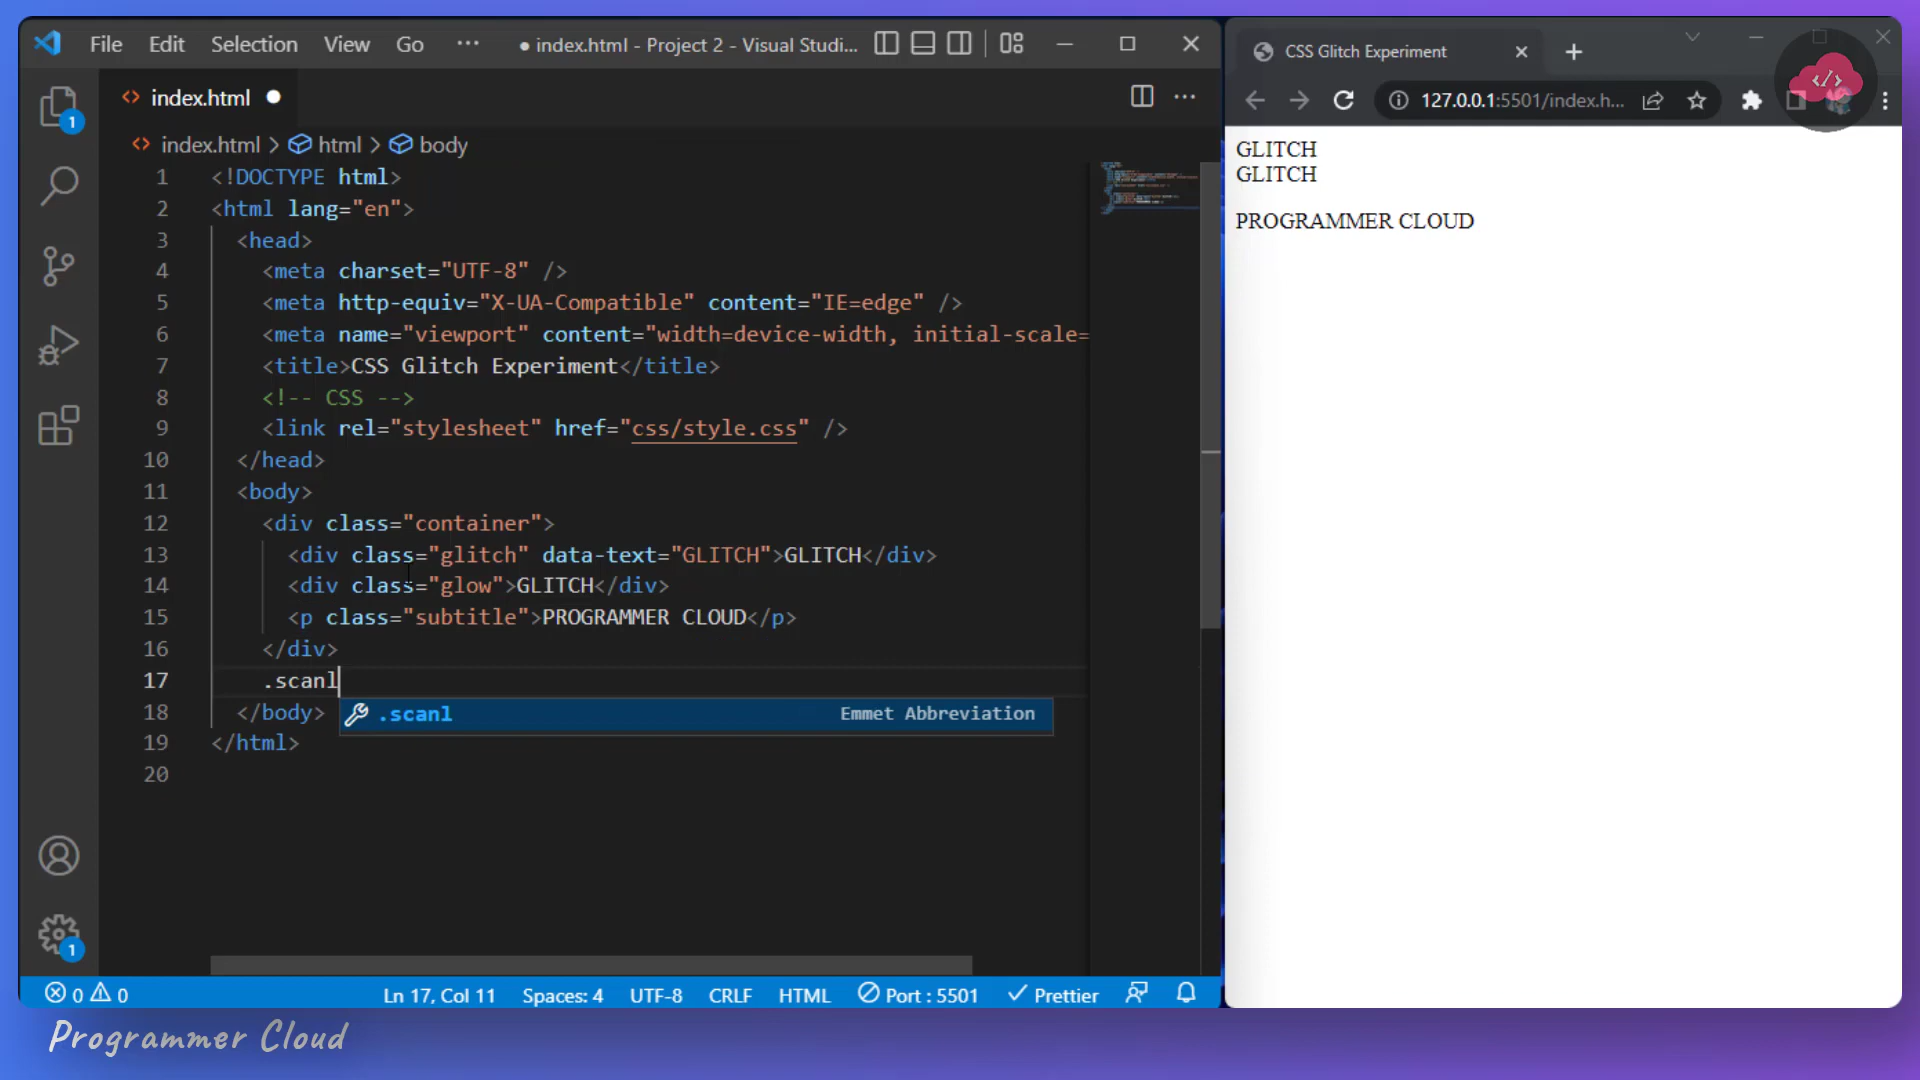 File Edit Selection View Go ··· ● index.html - Project 2 - Visual Studi...
index.html
index.html > html > body
1 <!DOCTYPE html>
2 <html lang="en">
3 <head>
4 <meta charset="UTF-8" />
5 <meta http-equiv="X-UA-Compatible" content="IE=edge" />
6 <meta name="viewport" content="width=device-width, initial-scale=
7 <title>CSS Glitch Experiment</title>
8 <!-- CSS -->
9 <link rel="stylesheet" href="css/style.css" />
10 </head>
11 <body>
12 <div class="container">
13 <div class="glitch" data-text="GLITCH">GLITCH</div>
14 <div class="glow">GLITCH</div>
15 <p class="subtitle">PROGRAMMER CLOUD</p>
16 </div>
17 .scanl
.scanl Emmet Abbreviation
18 </body>
19 </html>
20
1
1
0 0 Ln 17, Col 11 Spaces: 4 UTF-8 CRLF HTML Port : 5501 Prettier
CSS Glitch Experiment
127.0.0.1:5501/index.h...
</>
GLITCH
GLITCH
PROGRAMMER CLOUD
Programmer Cloud